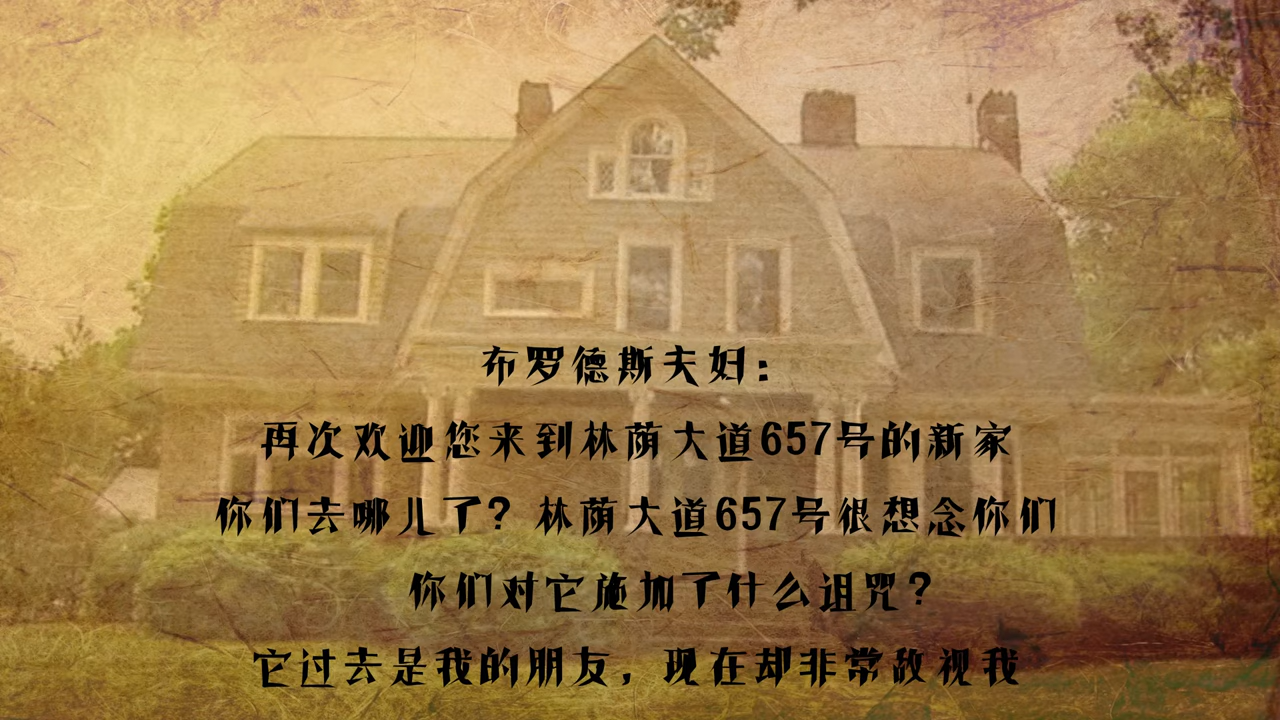 布罗德斯夫妇：
再次欢迎您来到林荫大道657号的新家
你们去哪儿了？林荫大道657号很想念你们
你们对它施加了什么诅咒？
它过去是我的朋友，现在却非常敌视我